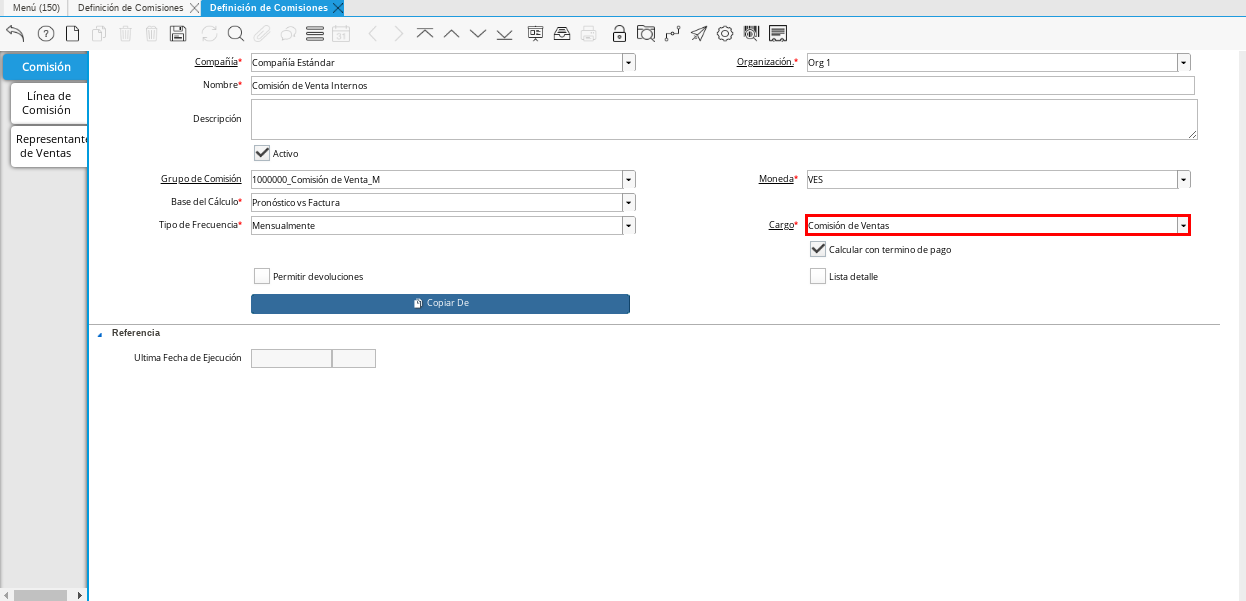 Menú (150)
Definición de Comisiones
Definición de Comisiones
31
Comisión
Línea de
Comisión
Representante
de Ventas
Compañía* Compañía Estándar
Organización.* Org 1
Nombre* Comisión de Venta Internos
Descripción
Activo
Grupo de Comisión 1000000_Comisión de Venta_M
Moneda* VES
Base del Cálculo* Pronóstico vs Factura
Tipo de Frecuencia* Mensualmente
Cargo* Comisión de Ventas
Calcular con termino de pago
Permitir devoluciones
Lista detalle
Copiar De
Referencia
Ultima Fecha de Ejecución